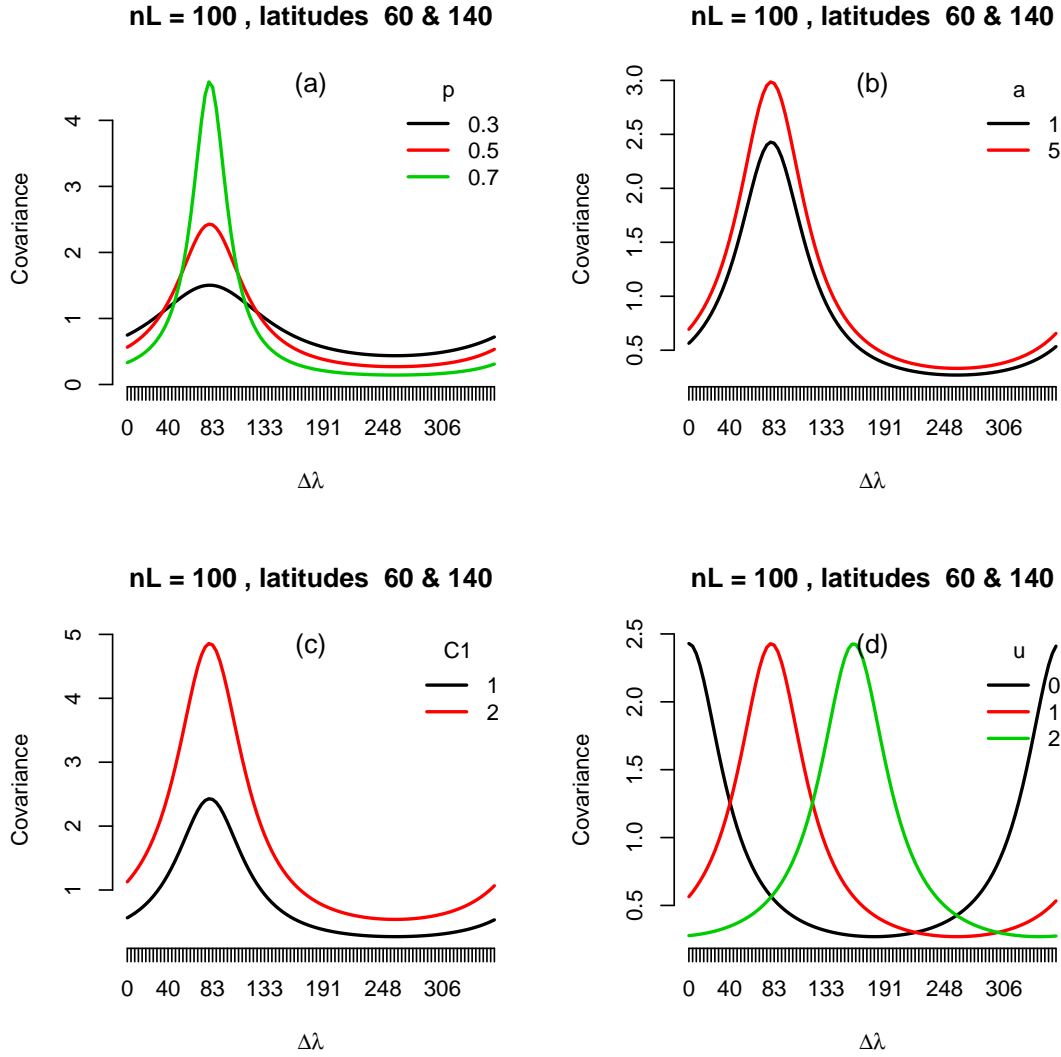 nL = 100 , latitudes  60 & 140
(a)
p
0.3
0.5
0.7
Covariance
0 1 2 3 4
0 40 83 133 191 248 306
Δλ
nL = 100 , latitudes  60 & 140
(b)
a
1
5
Covariance
0.5 1.0 1.5 2.0 2.5 3.0
0 40 83 133 191 248 306
Δλ
nL = 100 , latitudes  60 & 140
(c)
C1
1
2
Covariance
1 2 3 4 5
0 40 83 133 191 248 306
Δλ
nL = 100 , latitudes  60 & 140
(d)
u
0
1
2
Covariance
0.5 1.0 1.5 2.0 2.5
0 40 83 133 191 248 306
Δλ